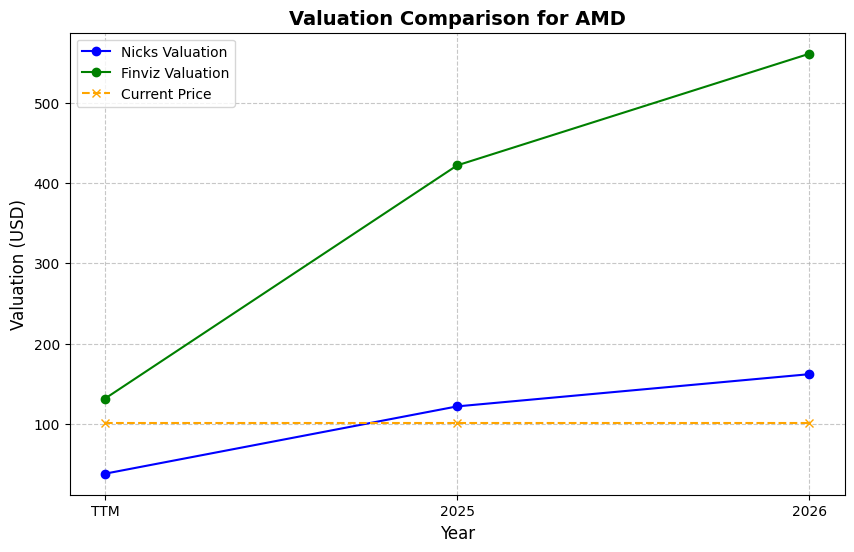 Valuation Comparison for AMD
Nicks Valuation
Finviz Valuation
Current Price
Valuation (USD)
500
400
300
200
100
TTM
2025
2026
Year